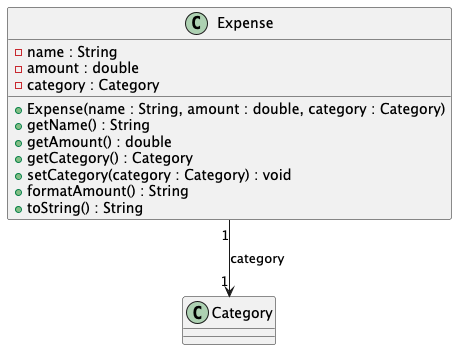 C Expense
name : String
amount : double
category : Category
Expense(name : String, amount : double, category : Category)
getName() : String
getAmount() : double
getCategory() : Category
setCategory(category : Category) : void
formatAmount() : String
toString() : String
1
category
1
C Category